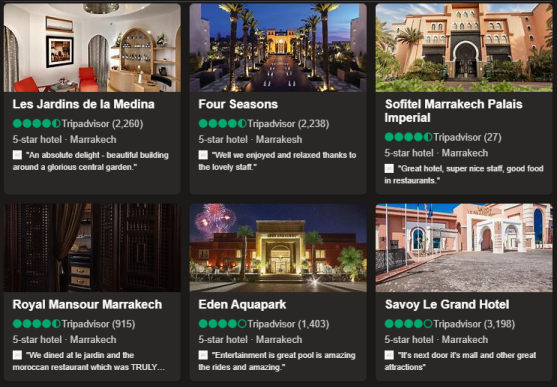 Les Jardins de la Medina
Tripadvisor (2,260)
5-star hotel · Marrakesh
"An absolute delight - beautiful building
around a glorious central garden."
Four Seasons
Tripadvisor (2,238)
5-star hotel · Marrakesh
"Well we enjoyed and relaxed thanks to
the lovely staff."
Sofitel Marrakech Palais
Imperial
Tripadvisor (27)
5-star hotel · Marrakesh
"Great hotel, super nice staff, good food
in restaurants."
Royal Mansour Marrakech
Tripadvisor (915)
5-star hotel · Marrakesh
"We dined at le jardin and the
moroccan restaurant which was TRULY...
Eden Aquapark
Tripadvisor (1,403)
5-star hotel · Marrakesh
"Entertainment is great pool is amazing
the rides and amazing."
Savoy Le Grand Hotel
Tripadvisor (3,198)
5-star hotel · Marrakesh
"It's next door it's mall and other great
attractions"